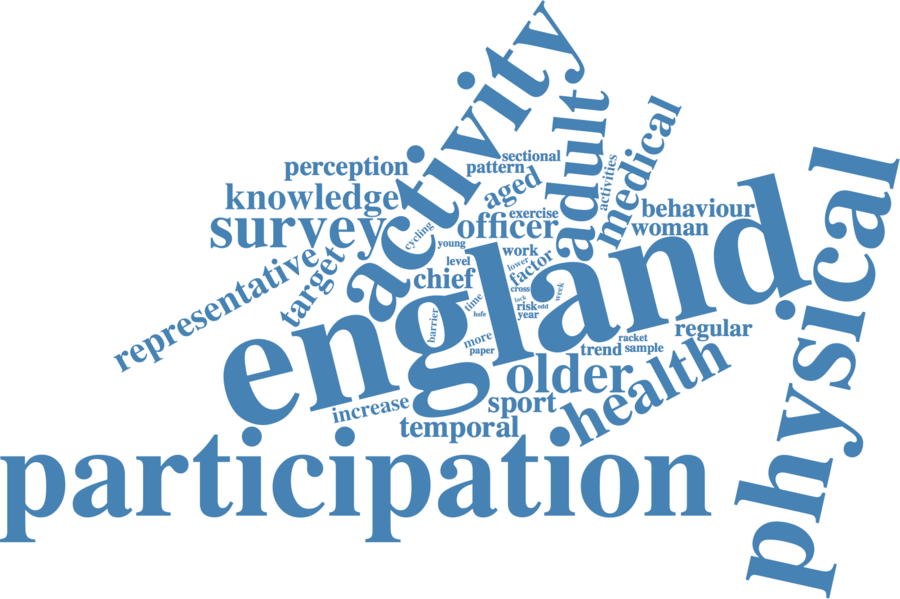 activity
adult
medical
physical
perception
sectional
pattern
activities
knowledge
aged
behaviour
survey
exercise
officer
woman
cycling
young
work
representative
target
level
lower
factor
chief
cross
week
england
time
lack
risk
odd
hsfe
year
barrier
regular
more
racket
paper
trend
sample
older
health
increase
sport
temporal
participation